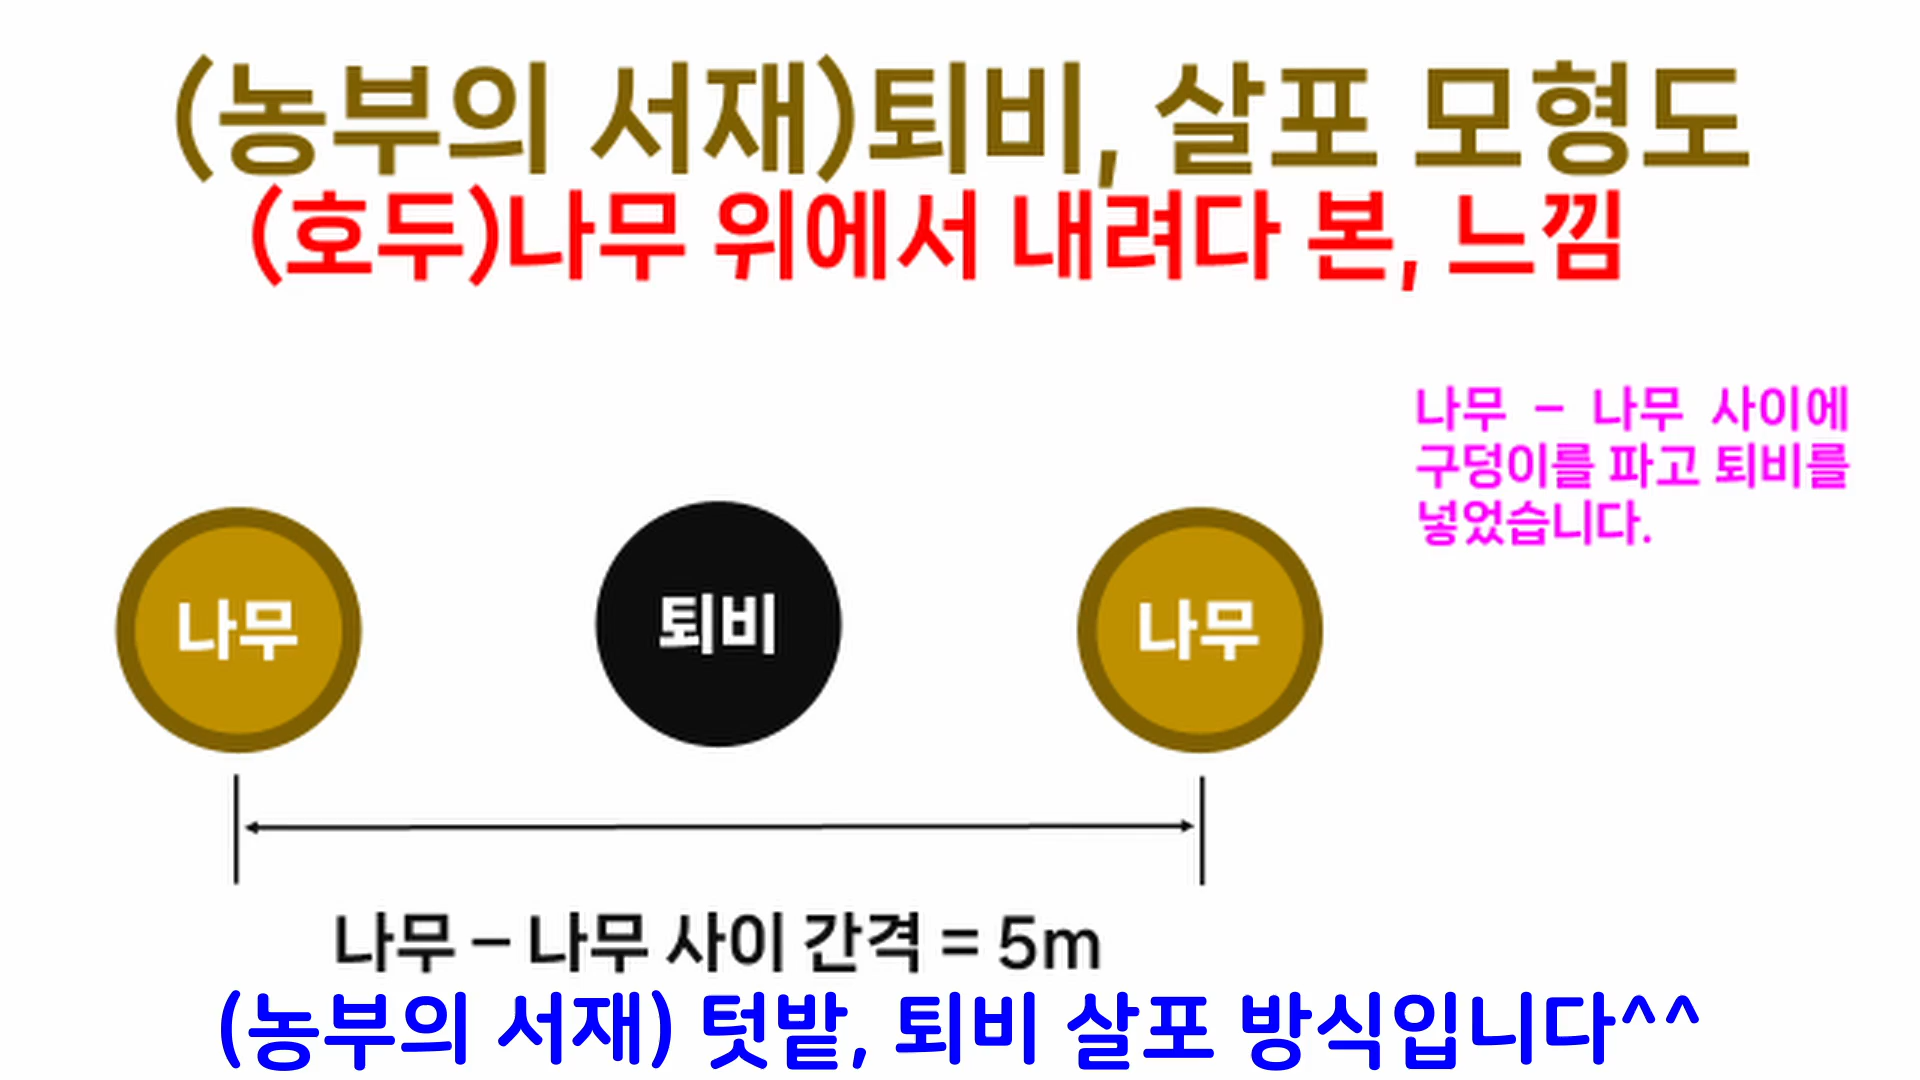 (농부의 서재)퇴비, 살포 모형도
(호두)나무 위에서 내려다 본, 느낌
나무 - 나무 사이에
구덩이를 파고 퇴비를
넣었습니다.
나무
퇴비
나무
나무 - 나무 사이 간격 = 5m
(농부의 서재) 텃밭, 퇴비 살포 방식입니다^^